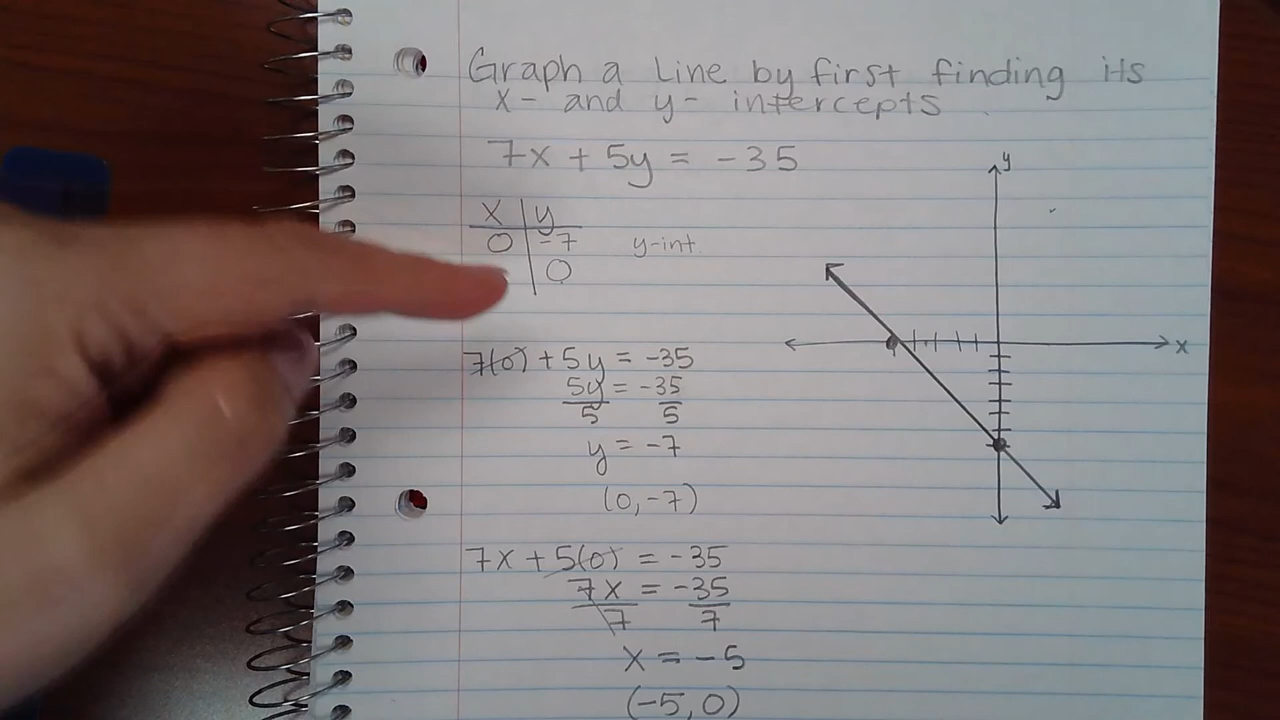 Graph a Line by first finding its
x- and y- intercepts
7x + 5y = -35
x y
0 -7 y-int.
0
7(0) + 5y = -35
5y = -35
5 5
y = -7
(0, -7)
7x + 5(0) = -35
7x = -35
7 7
x = -5
(-5, 0)
y
x